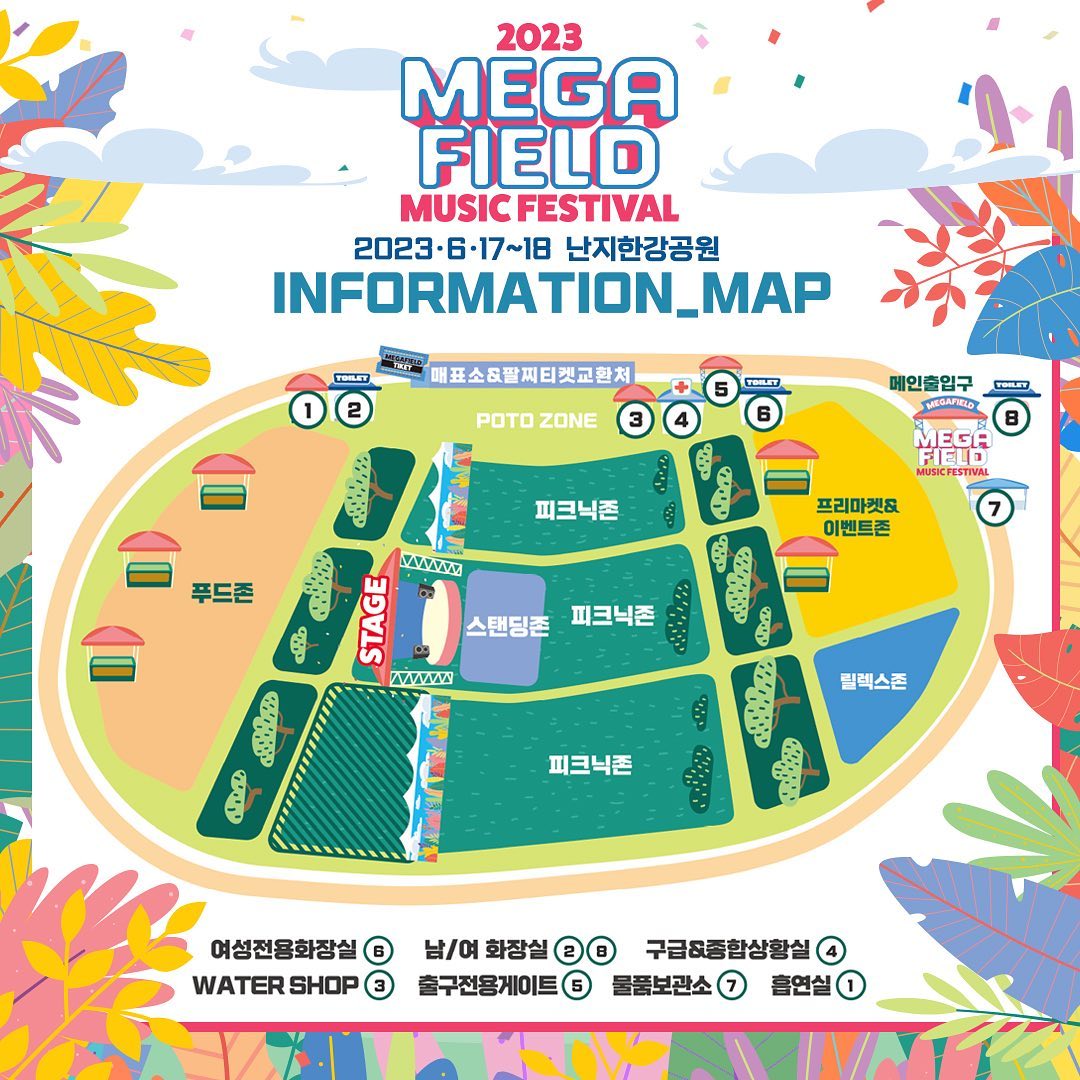 2023
MEGA
FIELD
MUSIC FESTIVAL
2023·6·17~18 난지한강공원
INFORMATION_MAP
MEGAFIELD
TIKET
매표소&팔찌티켓교환처
메인출입구
TOILET
TOILET
TOILET
1
2
POTO ZONE
3
4
5
6
MEGAFIELD
MEGA
FIELD
MUSIC FESTIVAL
8
7
피크닉존
프리마켓&
이벤트존
푸드존
STAGE
스탠딩존
피크닉존
릴렉스존
피크닉존
여성전용화장실 6 남/여 화장실 2 8 구급&종합상황실 4
WATER SHOP 3 출구전용게이트 5 물품보관소 7 흡연실 1